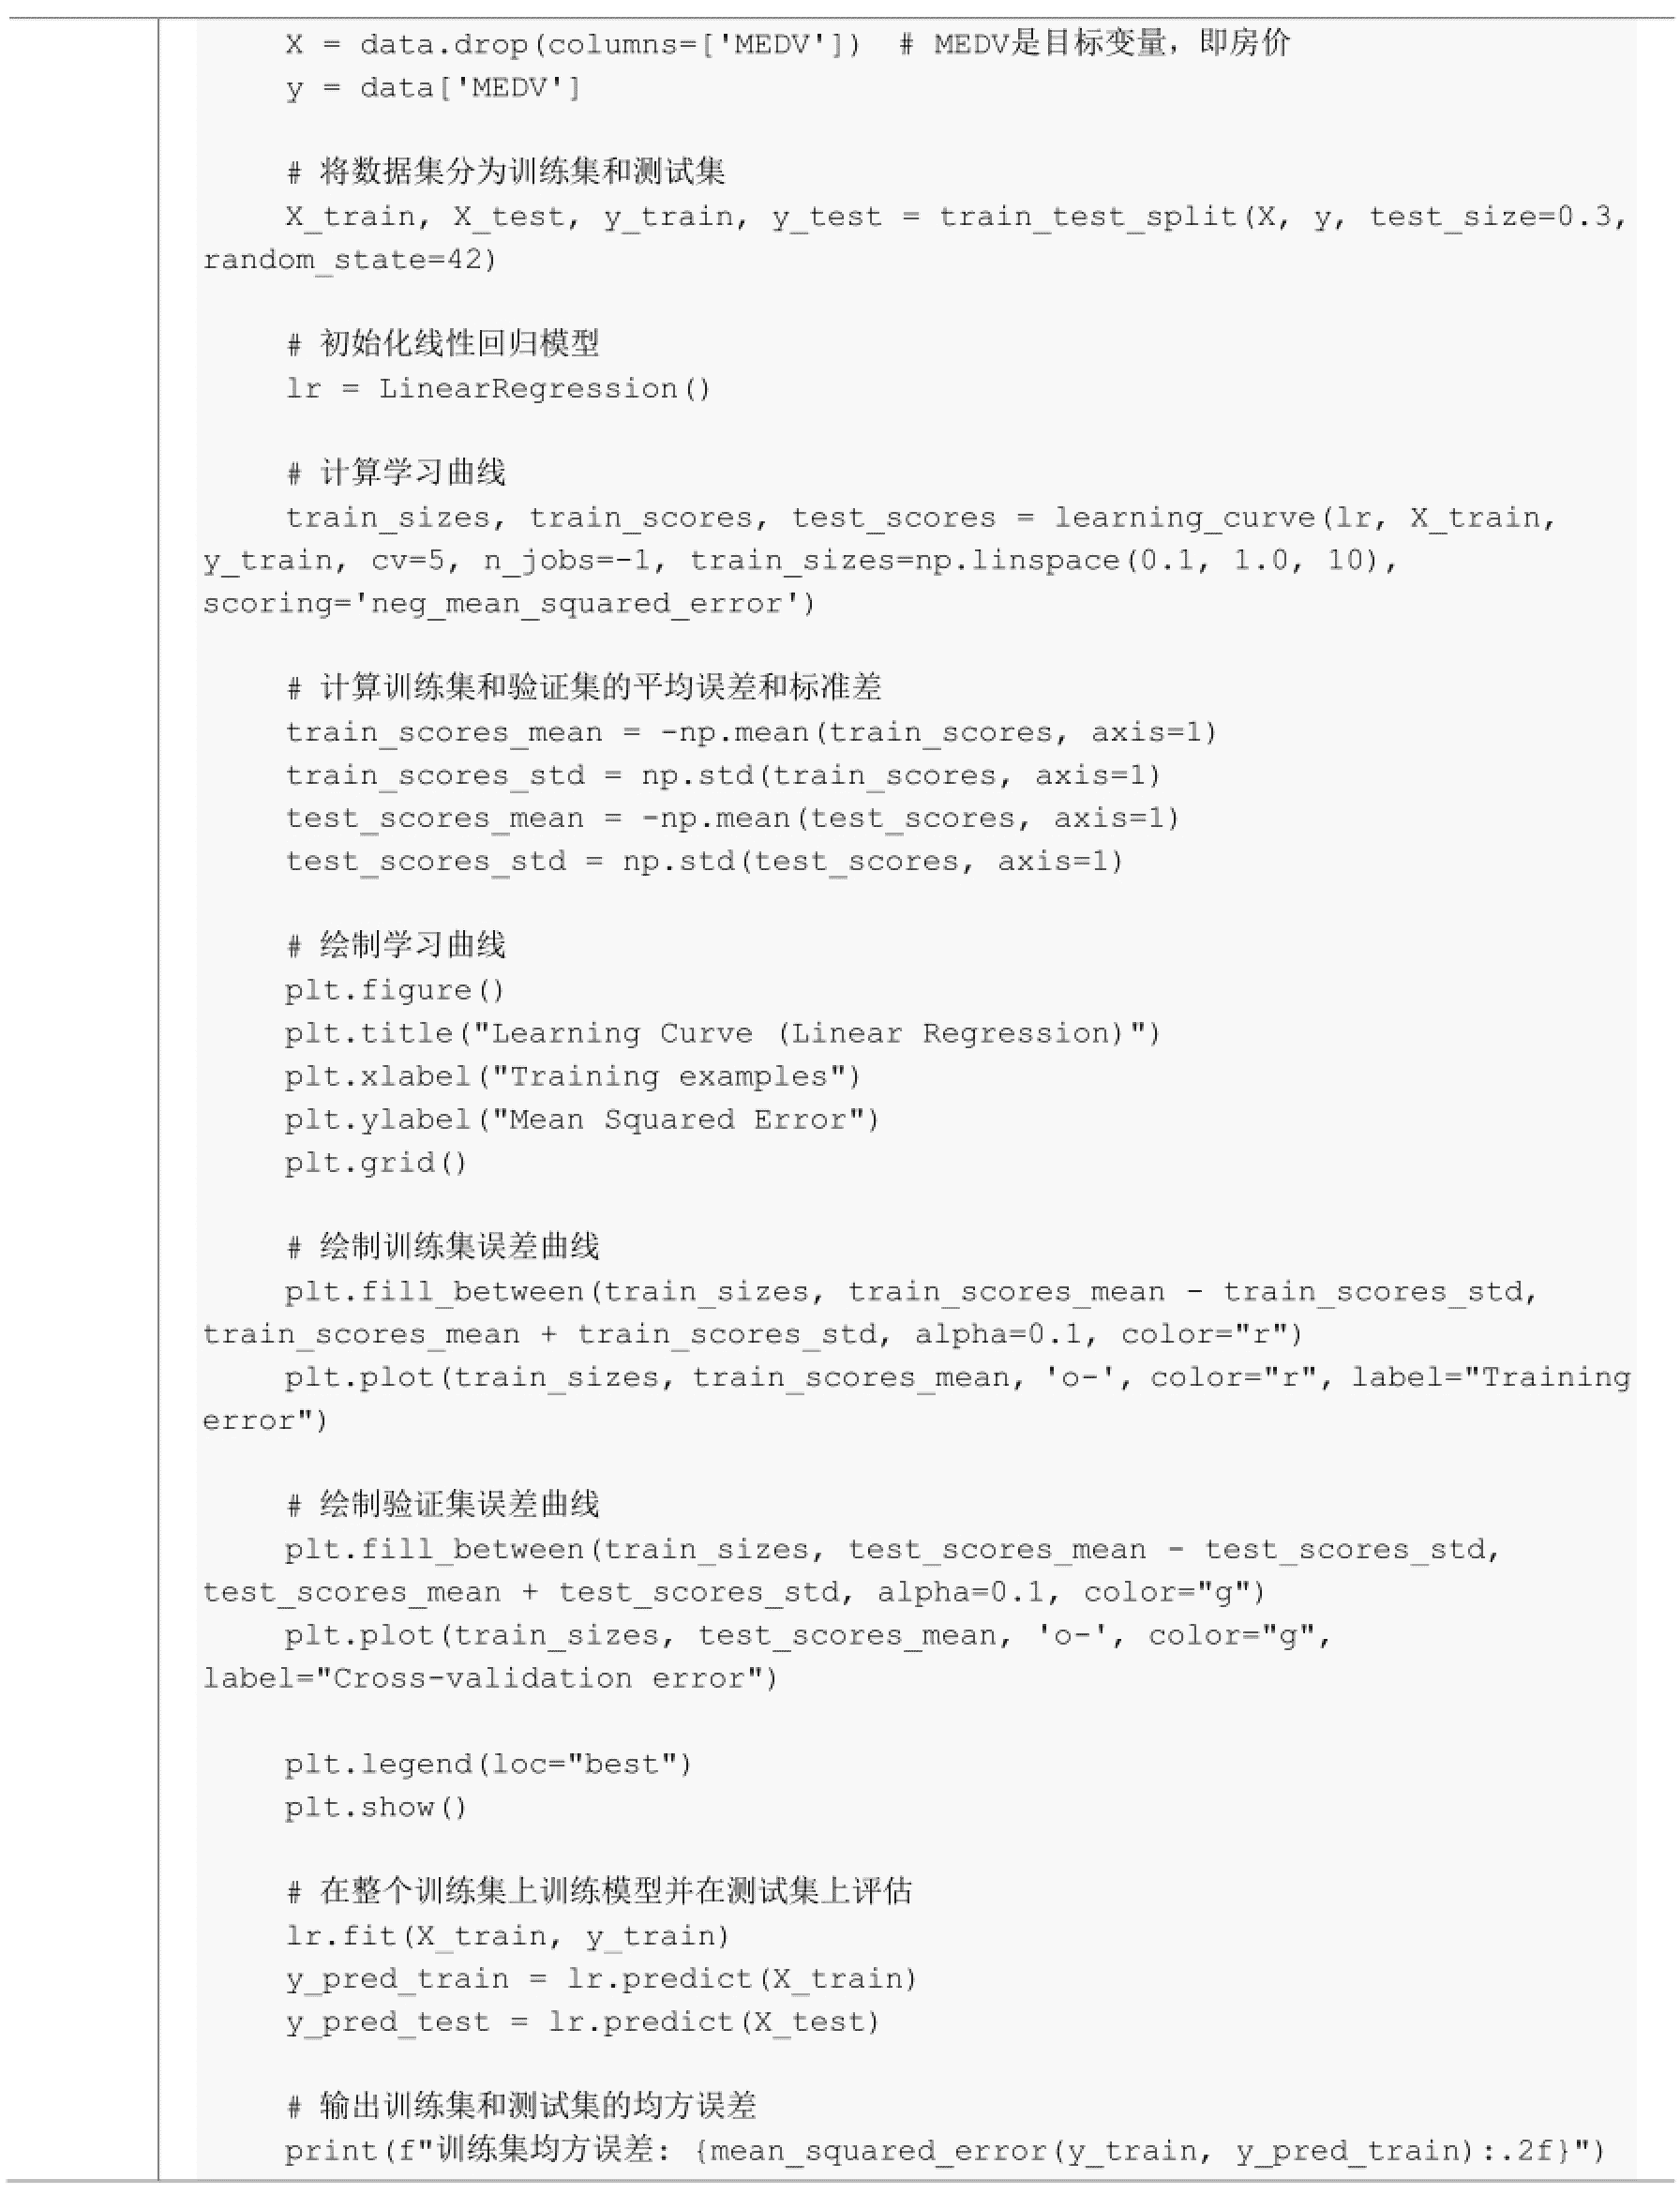 X = data.drop(columns=['MEDV'])  # MEDV是目标变量，即房价
y = data['MEDV']
# 将数据集分为训练集和测试集
X_train, X_test, y_train, y_test = train_test_split(X, y, test_size=0.3,
random_state=42)
# 初始化线性回归模型
lr = LinearRegression()
# 计算学习曲线
train_sizes, train_scores, test_scores = learning_curve(lr, X_train,
y_train, cv=5, n_jobs=-1, train_sizes=np.linspace(0.1, 1.0, 10),
scoring='neg_mean_squared_error')
# 计算训练集和验证集的平均误差和标准差
train_scores_mean = -np.mean(train_scores, axis=1)
train_scores_std = np.std(train_scores, axis=1)
test_scores_mean = -np.mean(test_scores, axis=1)
test_scores_std = np.std(test_scores, axis=1)
# 绘制学习曲线
plt.figure()
plt.title("Learning Curve (Linear Regression)")
plt.xlabel("Training examples")
plt.ylabel("Mean Squared Error")
plt.grid()
# 绘制训练集误差曲线
plt.fill_between(train_sizes, train_scores_mean - train_scores_std,
train_scores_mean + train_scores_std, alpha=0.1, color="r")
plt.plot(train_sizes, train_scores_mean, 'o-', color="r", label="Training
error")
# 绘制验证集误差曲线
plt.fill_between(train_sizes, test_scores_mean - test_scores_std,
test_scores_mean + test_scores_std, alpha=0.1, color="g")
plt.plot(train_sizes, test_scores_mean, 'o-', color="g",
label="Cross-validation error")
plt.legend(loc="best")
plt.show()
# 在整个训练集上训练模型并在测试集上评估
lr.fit(X_train, y_train)
y_pred_train = lr.predict(X_train)
y_pred_test = lr.predict(X_test)
# 输出训练集和测试集的均方误差
print(f"训练集均方误差: {mean_squared_error(y_train, y_pred_train):.2f}")